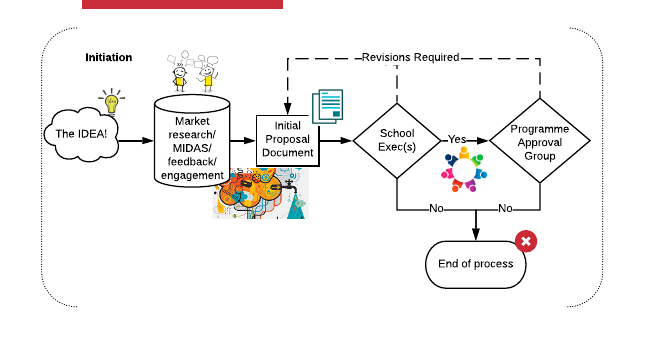 Initiation
Revisions Required
The IDEA!
Market
research/
MIDAS/
feedback/
engagement
Initial
Proposal
Document
School
Exec(s)
Yes
Programme
Approval
Group
No
No
End of process